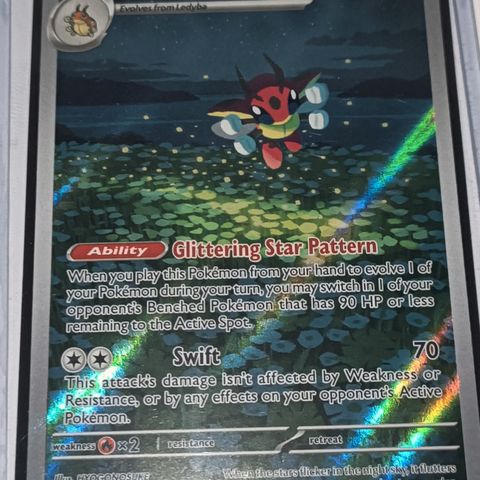 Evolves from Ledyba
Ability Glittering Star Pattern
When you play this Pokémon from your hand to evolve 1 of
your Pokémon during your turn, you may switch in 1 of your
opponent's Benched Pokémon that has 90 HP or less
remaining to the Active Spot.
Swift 70
This attack's damage isn't affected by Weakness or
Resistance, or by any effects on your opponent's Active
Pokémon.
weakness ×2 resistance retreat
Illus. HYOGONOSUKE
When the stars flicker in the night sky, it flutters